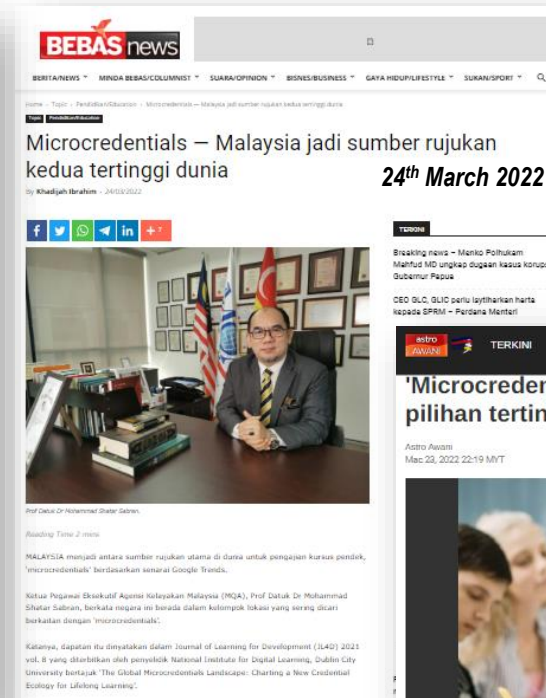 BEBAS news
BERITA/NEWS
MINDA BEBAS/COLUMNIST
SUARA/OPINION
BISNES/BUSINESS
GAYA HIDUP/LIFESTYLE
SUKAN/SPORT
Home
Topic
Pendidikan/Education
Microcredentials — Malaysia jadi sumber rujukan kedua tertinggi dunia
Topic
Pendidikan/Education
Microcredentials — Malaysia jadi sumber rujukan
kedua tertinggi dunia
24th March 2022
By Khadijah Ibrahim - 24/03/2022
+ 7
TERKINI
Breaking news – Menko Polhukam
Mahfud MD ungkap dugaan kasus korups
Gubernur Papua
CEO GLC, GLIC perlu isytiharkan harta
kepada SPRM – Perdana Menteri
astro
AWANI
TERKINI
'Microcreden
pilihan tertin
Astro Awani
Mac 23, 2022 22:19 MYT
Prof Datuk Dr Mohammad Shatar Sabran.
Reading Time 2 mins
MALAYSIA menjadi antara sumber rujukan utama di dunia untuk pengajian kursus pendek,
'microcredentials' berdasarkan senarai Google Trends.
Ketua Pegawai Eksekutif Agensi Kelayakan Malaysia (MQA), Prof Datuk Dr Mohammad
Shatar Sabran, berkata negara ini berada dalam kelompok lokasi yang sering dicari
berkaitan dengan 'microcredentials'.
Katanya, dapatan itu dinyatakan dalam Journal of Learning for Development (JL4D) 2021
vol. 8 yang diterbitkan oleh penyelidik National Institute for Digital Learning, Dublin City
University bertajuk 'The Global Microcredentials Landscape: Charting a New Credential
Ecology for Lifelong Learning'.